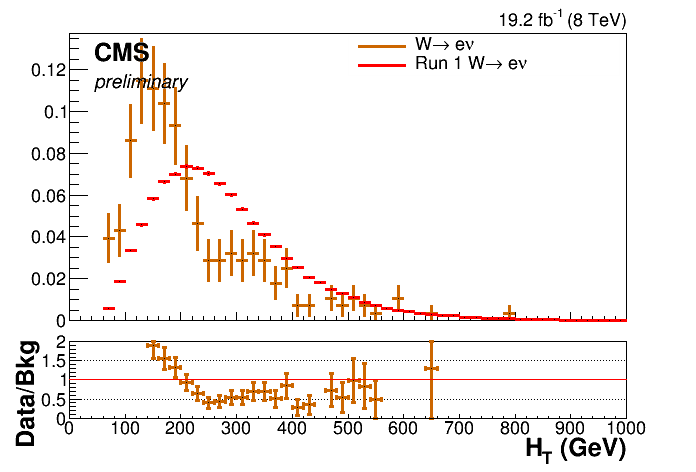 19.2 fb⁻¹ (8 TeV)
CMS
preliminary
W→ eν
Run 1 W→ eν
0.12
0.1
0.08
0.06
0.04
0.02
0
2
1.5
1
0.5
0
Data/Bkg
0 100 200 300 400 500 600 700 800 900 1000
H_T (GeV)